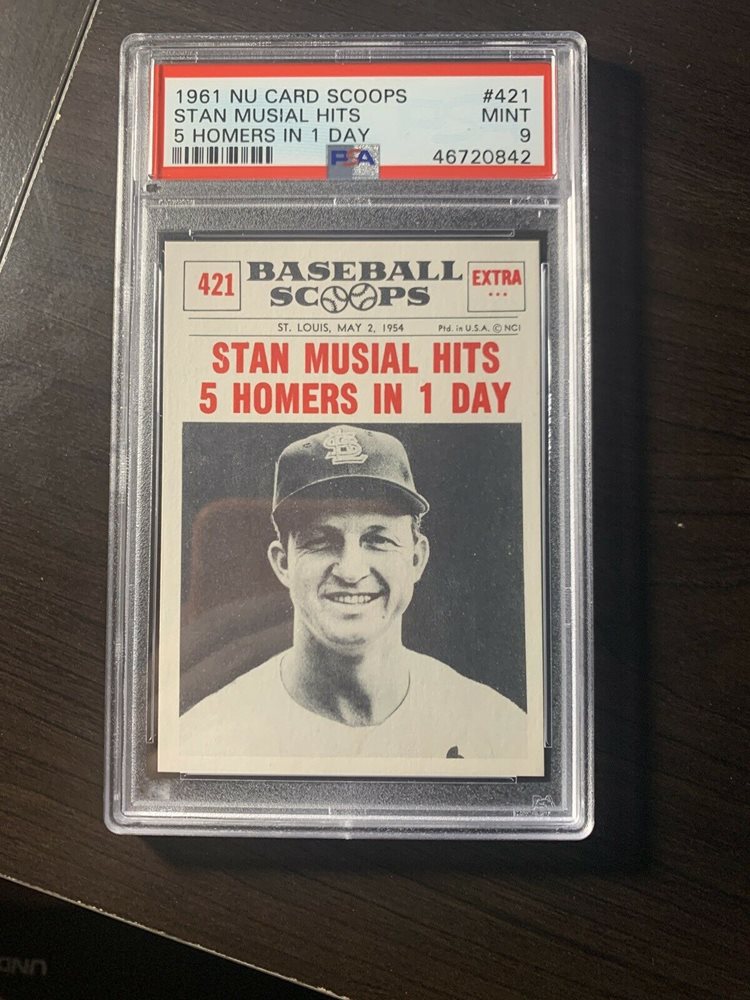 1961 NU CARD SCOOPS #421
STAN MUSIAL HITS MINT
5 HOMERS IN 1 DAY 9
PSA 46720842
421 BASEBALL SCOOPS EXTRA ...
ST. LOUIS, MAY 2, 1954 Ptd. in U.S.A. © NCI
STAN MUSIAL HITS
5 HOMERS IN 1 DAY
STL